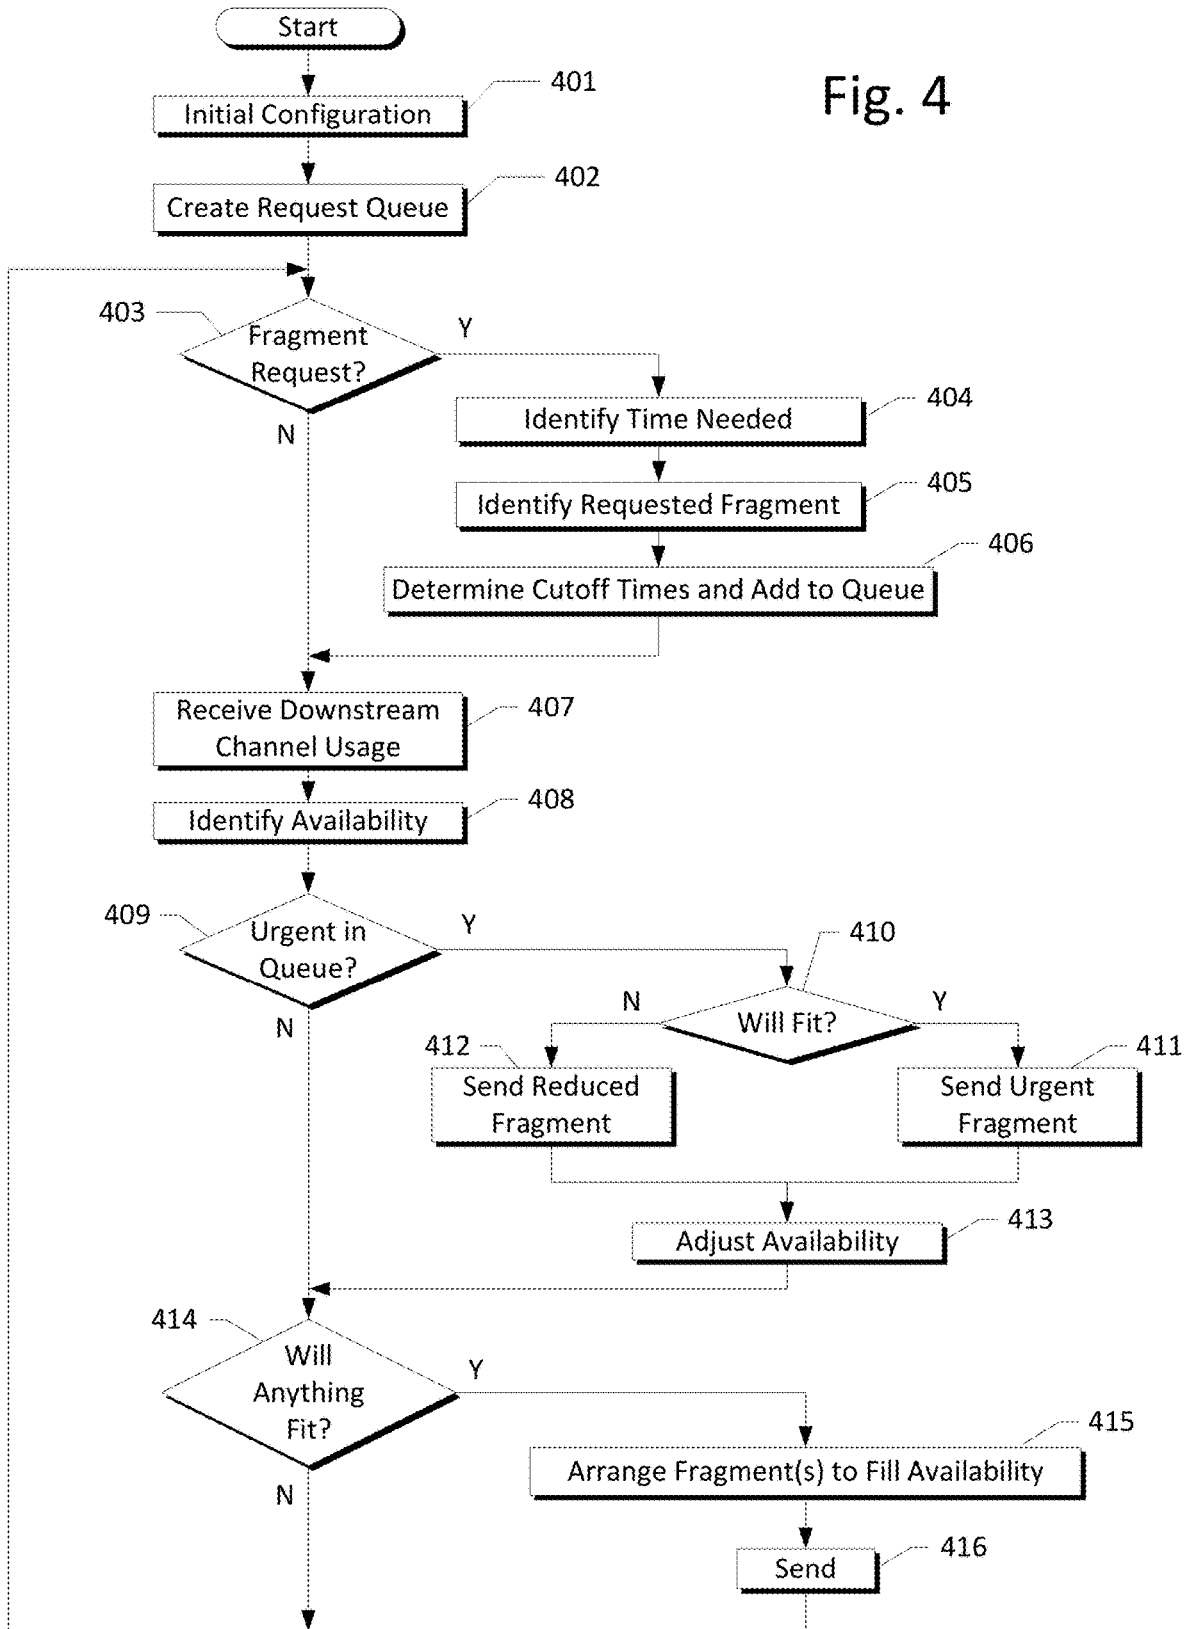 Start
Fig. 4
401
Initial Configuration
402
Create Request Queue
403
Fragment
Request?
Y
N
404
Identify Time Needed
405
Identify Requested Fragment
406
Determine Cutoff Times and Add to Queue
407
Receive Downstream
Channel Usage
408
Identify Availability
409
Urgent in
Queue?
Y
N
410
Will Fit?
N
Y
412
Send Reduced
Fragment
411
Send Urgent
Fragment
413
Adjust Availability
414
Will
Anything
Fit?
Y
N
415
Arrange Fragment(s) to Fill Availability
416
Send